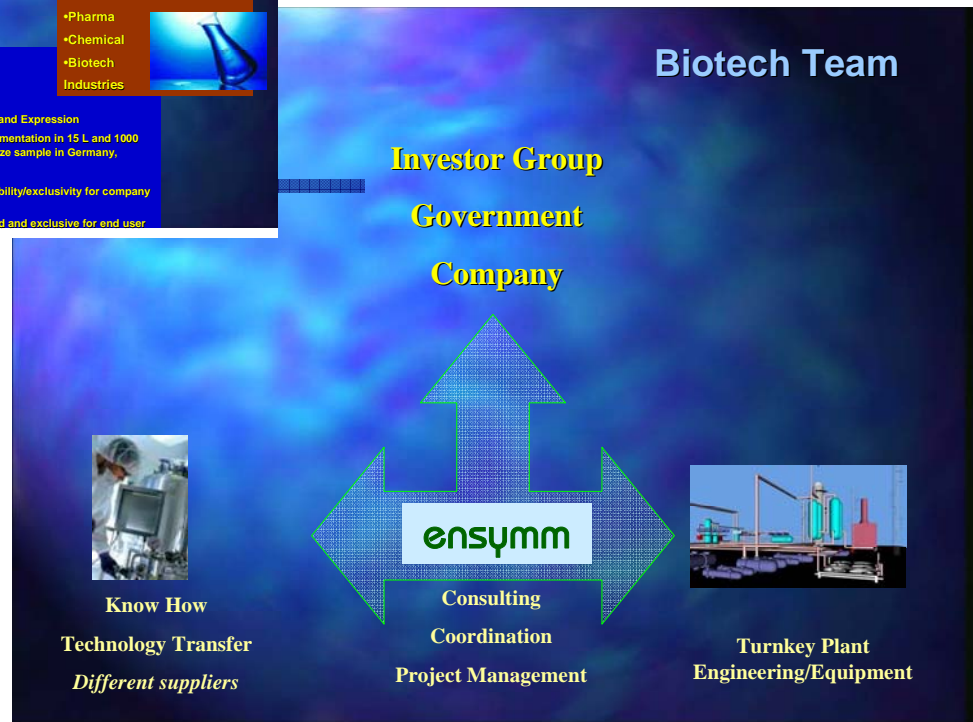 •Pharma
•Chemical
•Biotech
Industries
and Expression
mentation in 15 L and 1000
ze sample in Germany,
bility/exclusivity for company
d and exclusive for end user
Biotech Team
Investor Group
Government
Company
ensymm
Consulting
Coordination
Project Management
Know How
Technology Transfer
Different suppliers
Turnkey Plant
Engineering/Equipment